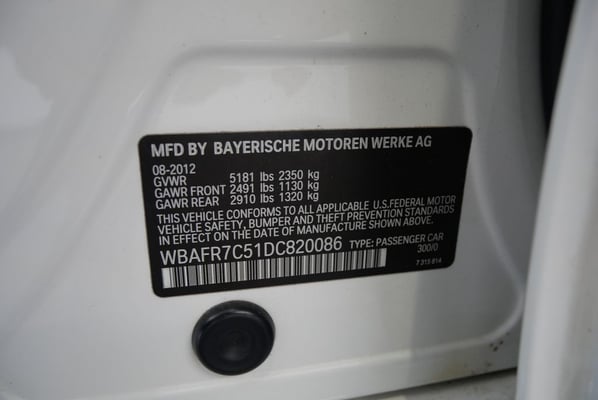 MFD BY BAYERISCHE MOTOREN WERKE AG
08-2012
GVWR 5181 lbs 2350 kg
GAWR FRONT 2491 lbs 1130 kg
GAWR REAR 2910 lbs 1320 kg
THIS VEHICLE CONFORMS TO ALL APPLICABLE U.S.FEDERAL MOTOR
VEHICLE SAFETY, BUMPER AND THEFT PREVENTION STANDARDS
IN EFFECT ON THE DATE OF MANUFACTURE SHOWN ABOVE.
WBAFR7C51DC820086 TYPE: PASSENGER CAR
300/0
7 313 814